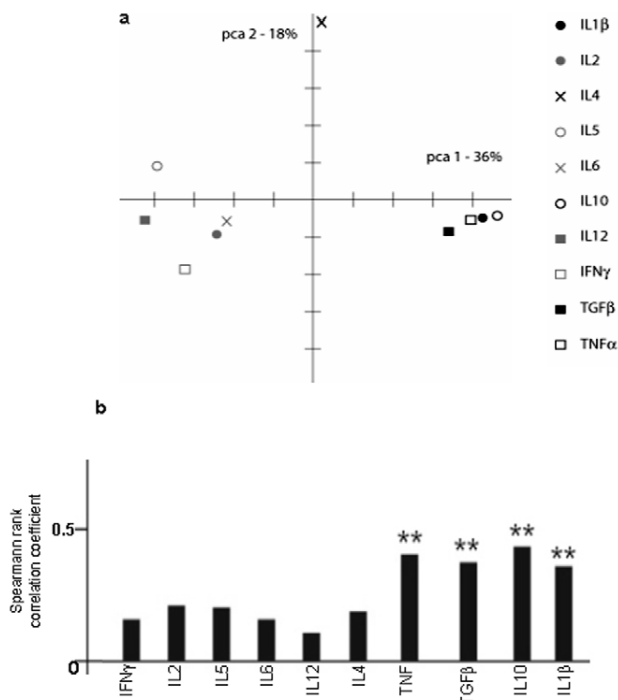 a
pca 2 - 18%
pca 1 - 36%
IL1β
IL2
IL4
IL5
IL6
IL10
IL12
IFNγ
TGFβ
TNFα
b
Spearmann rank
correlation coefficient
0.5
0
**
**
**
**
IFNγ
IL2
IL5
IL6
IL12
IL4
TNF
TGFβ
IL10
IL1β